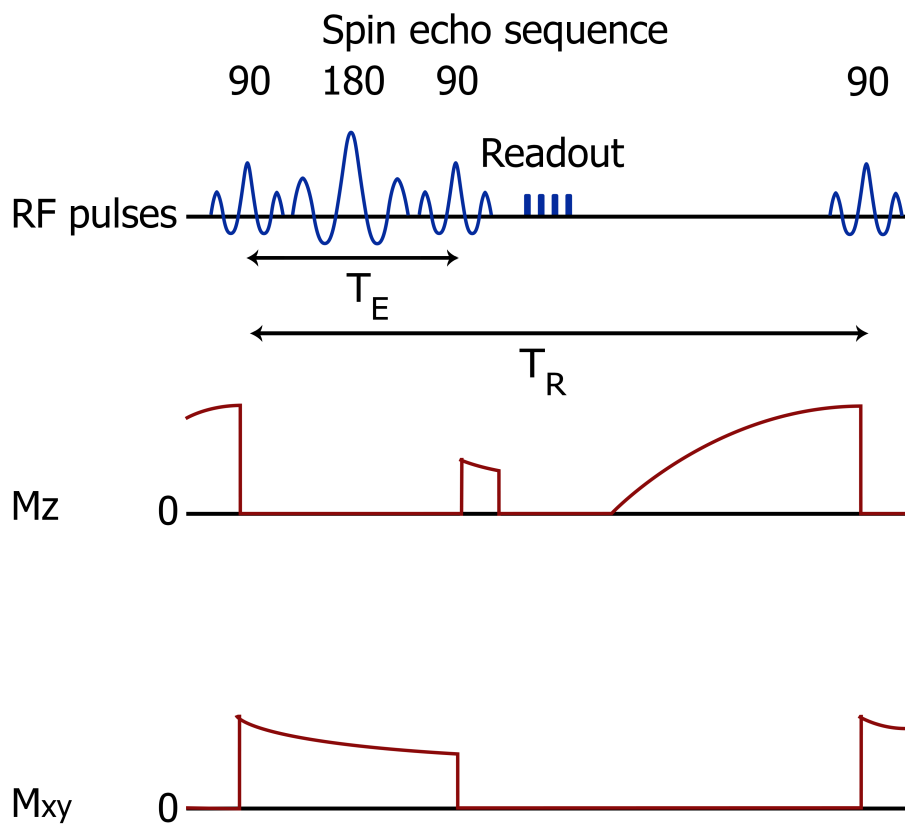 Spin echo sequence
90 180 90 90
Readout
RF pulses
TE
TR
Mz 0
Mxy 0